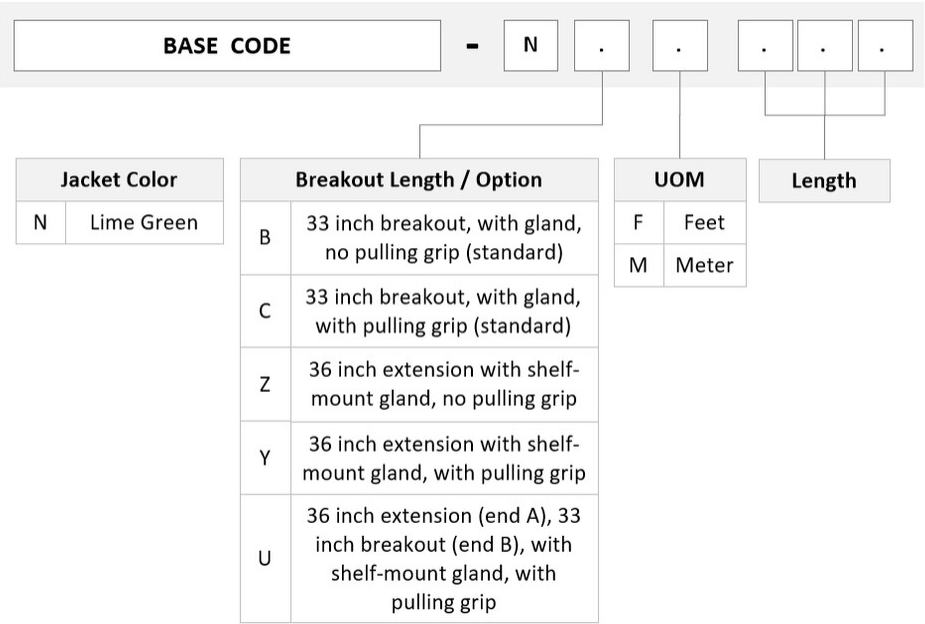 BASE CODE - N . . . . .
Jacket Color
N Lime Green
Breakout Length / Option
B 33 inch breakout, with gland,
no pulling grip (standard)
C 33 inch breakout, with gland,
with pulling grip (standard)
Z 36 inch extension with shelf-
mount gland, no pulling grip
Y 36 inch extension with shelf-
mount gland, with pulling grip
U 36 inch extension (end A), 33
inch breakout (end B), with
shelf-mount gland, with
pulling grip
UOM
F Feet
M Meter
Length